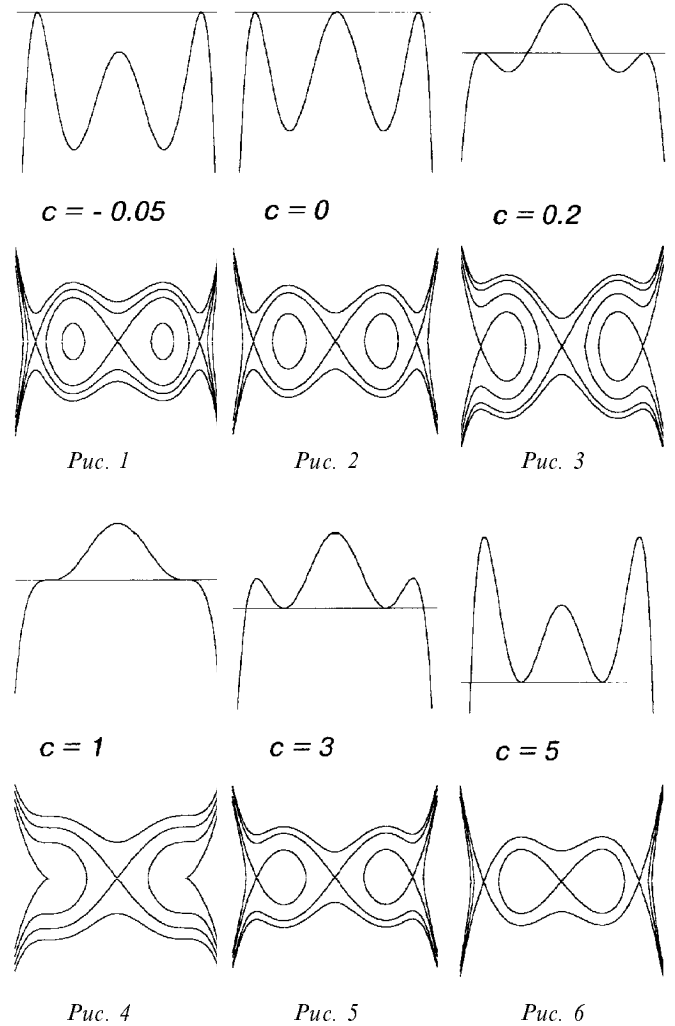 c = - 0.05
c = 0
c = 0.2
Рис. 1
Рис. 2
Рис. 3
c = 1
c = 3
c = 5
Рис. 4
Рис. 5
Рис. 6